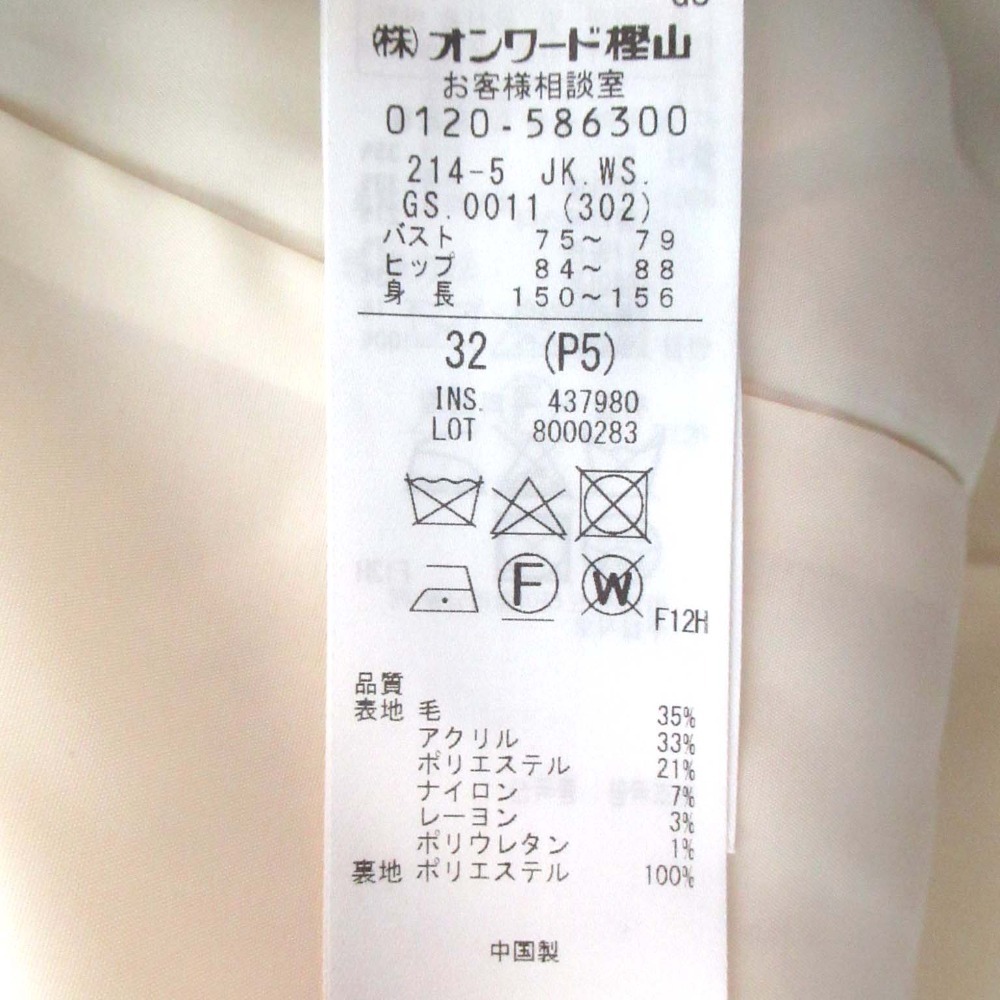 (株)オンワード樫山
お客様相談室
0120-586300
214-5 JK.WS.
GS.0011(302)
バスト 75~ 79
ヒップ 84~ 88
身 長 150~156
32 (P5)
INS. 437980
LOT 8000283
F W
F12H
品質
表地 毛 35%
アクリル 33%
ポリエステル 21%
ナイロン 7%
レーヨン 3%
ポリウレタン 1%
裏地 ポリエステル 100%
中国製